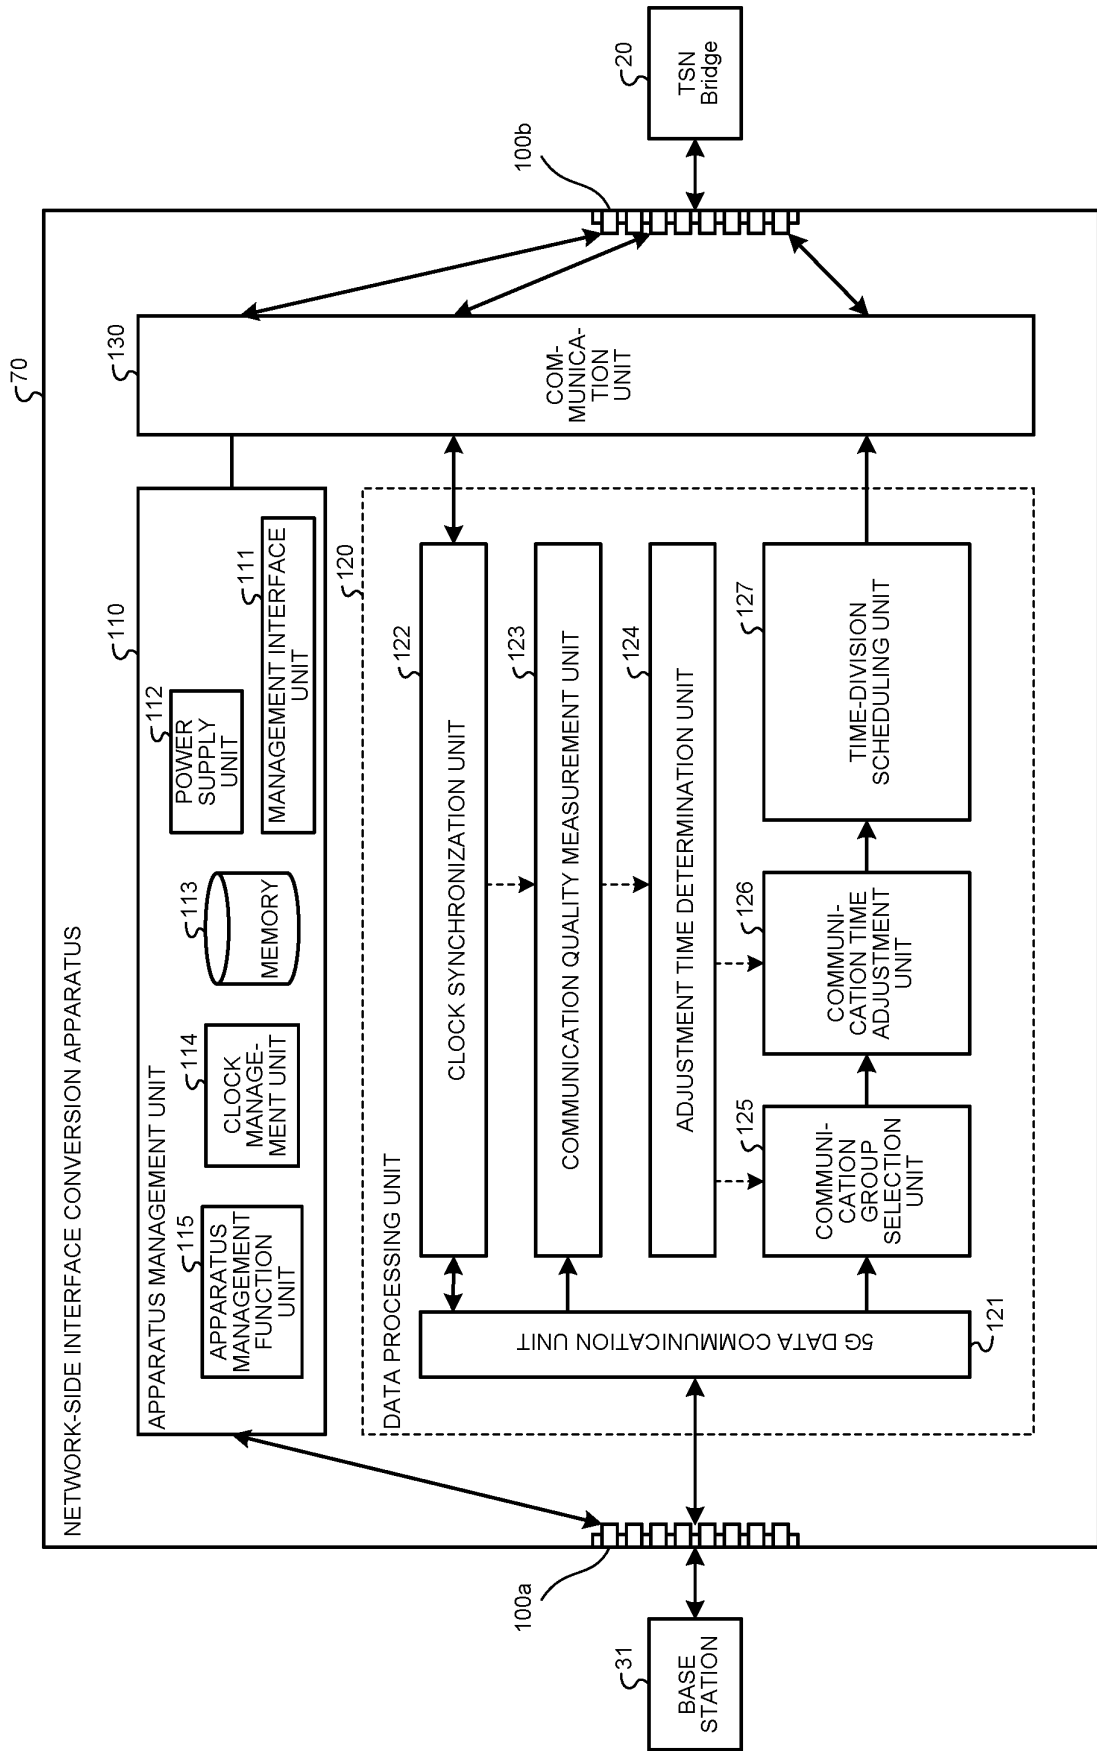 NETWORK-SIDE INTERFACE CONVERSION APPARATUS
70
APPARATUS MANAGEMENT UNIT
110
115
APPARATUS
MANAGEMENT
FUNCTION
UNIT
114
CLOCK
MANAGE-
MENT UNIT
113
MEMORY
112
POWER
SUPPLY
UNIT
111
MANAGEMENT INTERFACE
UNIT
130
COM-
MUNICA-
TION
UNIT
DATA PROCESSING UNIT
120
122
CLOCK SYNCHRONIZATION UNIT
123
COMMUNICATION QUALITY MEASUREMENT UNIT
124
ADJUSTMENT TIME DETERMINATION UNIT
5G DATA COMMUNICATION UNIT
121
125
COMMUNI-
CATION
GROUP
SELECTION
UNIT
126
COMMUNI-
CATION TIME
ADJUSTMENT
UNIT
127
TIME-DIVISION
SCHEDULING UNIT
100a
31
BASE
STATION
100b
20
TSN
Bridge